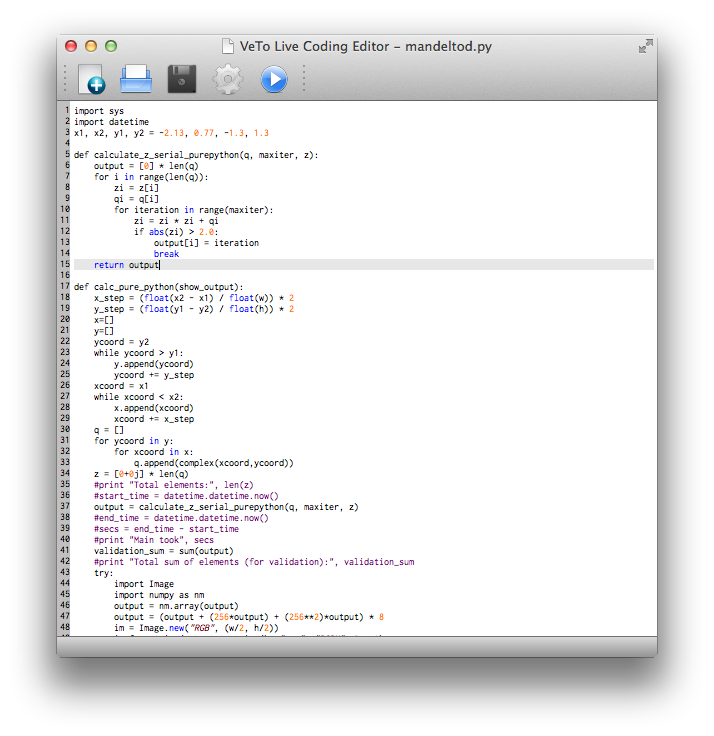 VeTo Live Coding Editor – mandeltod.py
1 import sys
2 import datetime
3 x1, x2, y1, y2 = -2.13, 0.77, -1.3, 1.3
4
5 def calculate_z_serial_purepython(q, maxiter, z):
6     output = [0] * len(q)
7     for i in range(len(q)):
8         zi = z[i]
9         qi = q[i]
10         for iteration in range(maxiter):
11             zi = zi * zi + qi
12             if abs(zi) > 2.0:
13                 output[i] = iteration
14                 break
15     return output
16
17 def calc_pure_python(show_output):
18     x_step = (float(x2 - x1) / float(w)) * 2
19     y_step = (float(y1 - y2) / float(h)) * 2
20     x=[]
21     y=[]
22     ycoord = y2
23     while ycoord > y1:
24         y.append(ycoord)
25         ycoord += y_step
26     xcoord = x1
27     while xcoord < x2:
28         x.append(xcoord)
29         xcoord += x_step
30     q = []
31     for ycoord in y:
32         for xcoord in x:
33             q.append(complex(xcoord,ycoord))
34     z = [0+0j] * len(q)
35     #print "Total elements:", len(z)
36     #start_time = datetime.datetime.now()
37     output = calculate_z_serial_purepython(q, maxiter, z)
38     #end_time = datetime.datetime.now()
39     #secs = end_time - start_time
40     #print "Main took", secs
41     validation_sum = sum(output)
42     #print "Total sum of elements (for validation):", validation_sum
43     try:
44         import Image
45         import numpy as nm
46         output = nm.array(output)
47         output = (output + (256*output) + (256**2)*output) * 8
48         im = Image.new("RGB", (w/2, h/2))